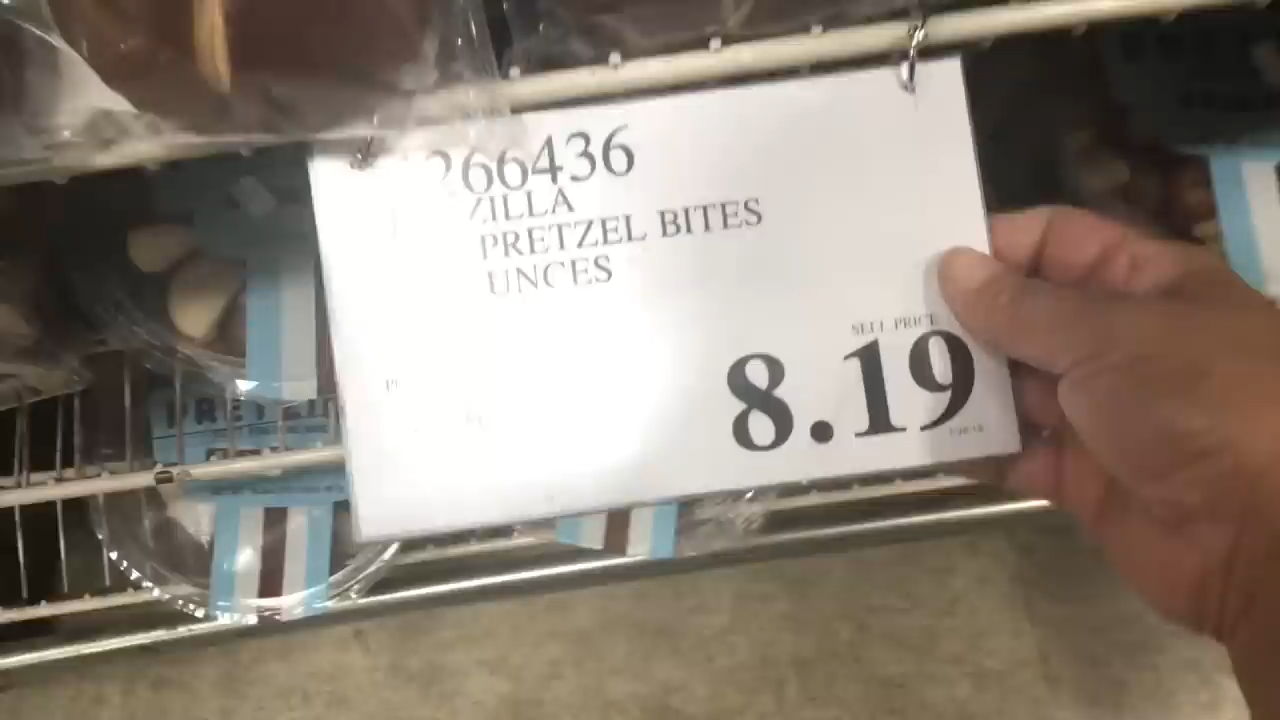 266436
ZILLA
PRETZEL BITES
UNCES
SELL PRICE
8.19